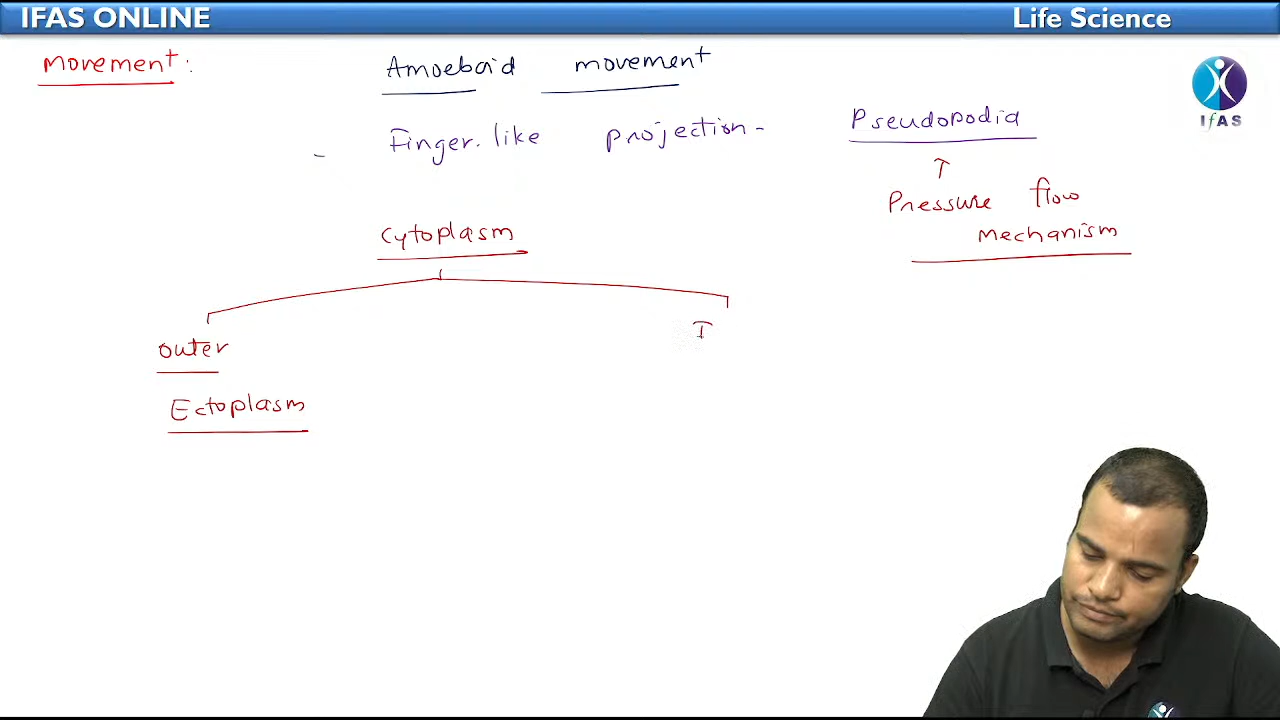 IFAS ONLINE
Life Science
Movement:
Amoeboid movement
IfAS
Finger like projection - Pseudopodia
Pressure flow
mechanism
Cytoplasm
outer
I
Ectoplasm